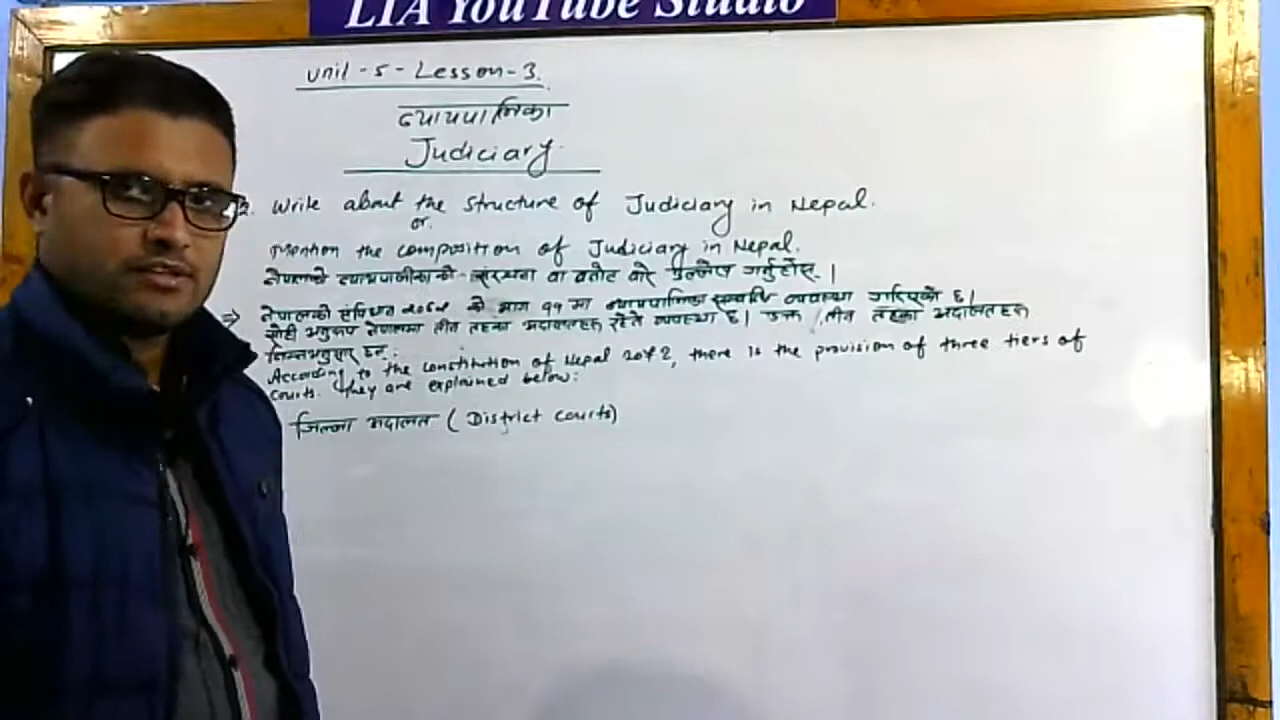 LIA YouTube Studio
Unit - 5 - Lesson - 3.
न्यायपालिका
Judiciary
2. Write about the structure of Judiciary in Nepal.
or
Mention the composition of Judiciary in Nepal.
नेपालको न्यायपालिकाको संरचना वा बनोट बारे उल्लेख गर्नुहोस् ।
⇒ नेपालको संविधान २०७२ को भाग ११ मा न्यायपालिका सम्बन्धि व्यवस्था गरिएको छ ।
सोही अनुरूप नेपालमा तीन तहका अदालतहरू रहने व्यवस्था छ । उक्त तीन तहका अदालतहरू
निम्नअनुसार छन् :
According to the constitution of Nepal 2072, there is the provision of three tiers of
courts. They are explained below:
जिल्ला अदालत ( District courts)